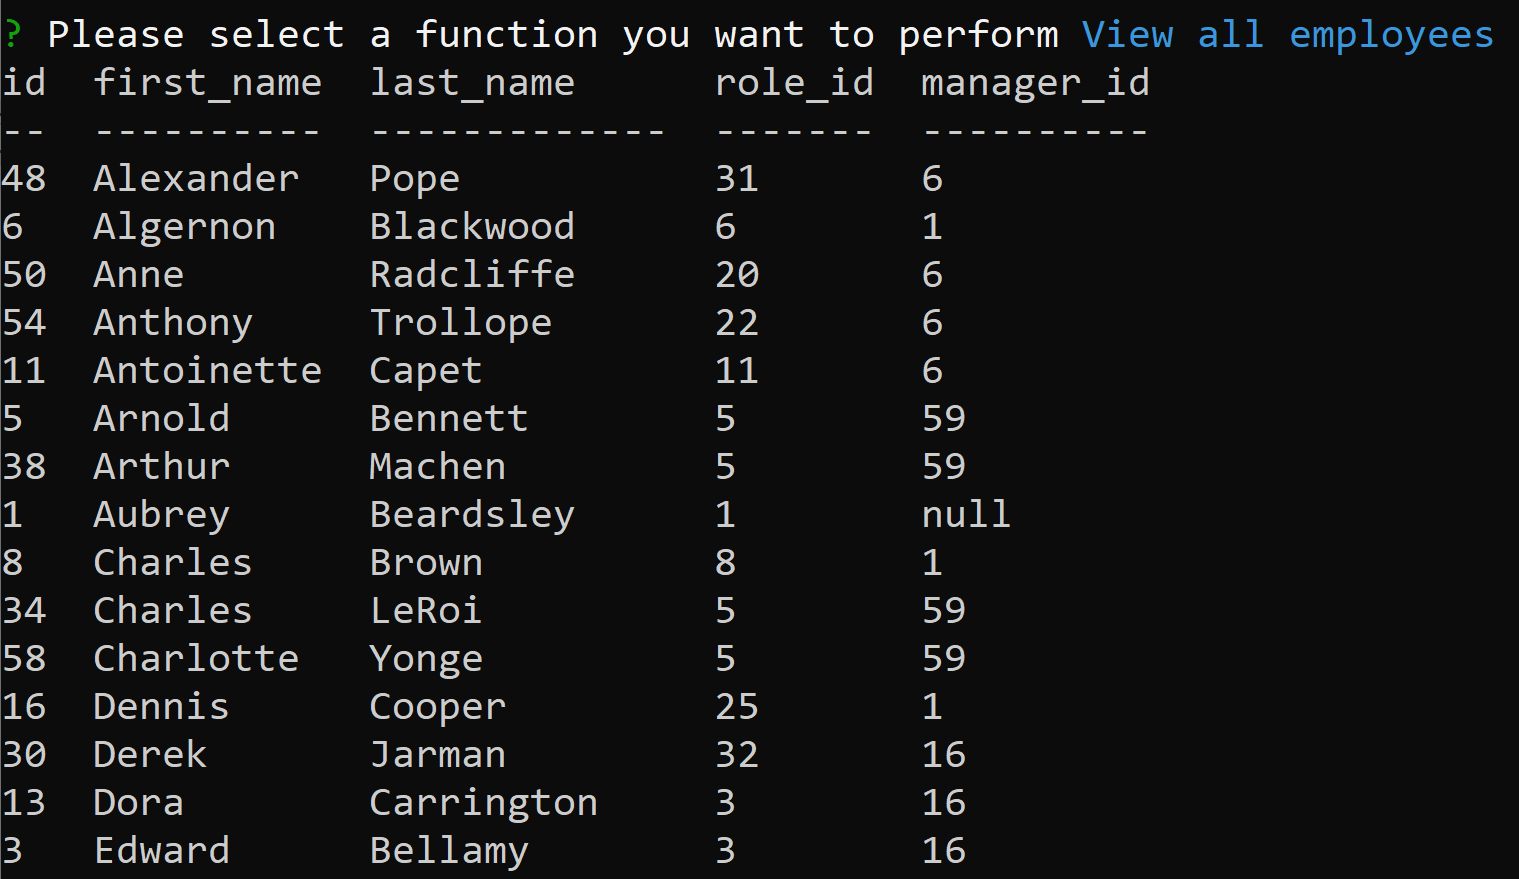 ? Please select a function you want to perform View all employees
id  first_name  last_name      role_id  manager_id
--  ----------  -------------  -------  ----------
48  Alexander   Pope           31       6
6   Algernon    Blackwood      6        1
50  Anne        Radcliffe      20       6
54  Anthony     Trollope       22       6
11  Antoinette  Capet          11       6
5   Arnold      Bennett        5        59
38  Arthur      Machen         5        59
1   Aubrey      Beardsley      1        null
8   Charles     Brown          8        1
34  Charles     LeRoi          5        59
58  Charlotte   Yonge          5        59
16  Dennis      Cooper         25       1
30  Derek       Jarman         32       16
13  Dora        Carrington     3        16
3   Edward      Bellamy        3        16